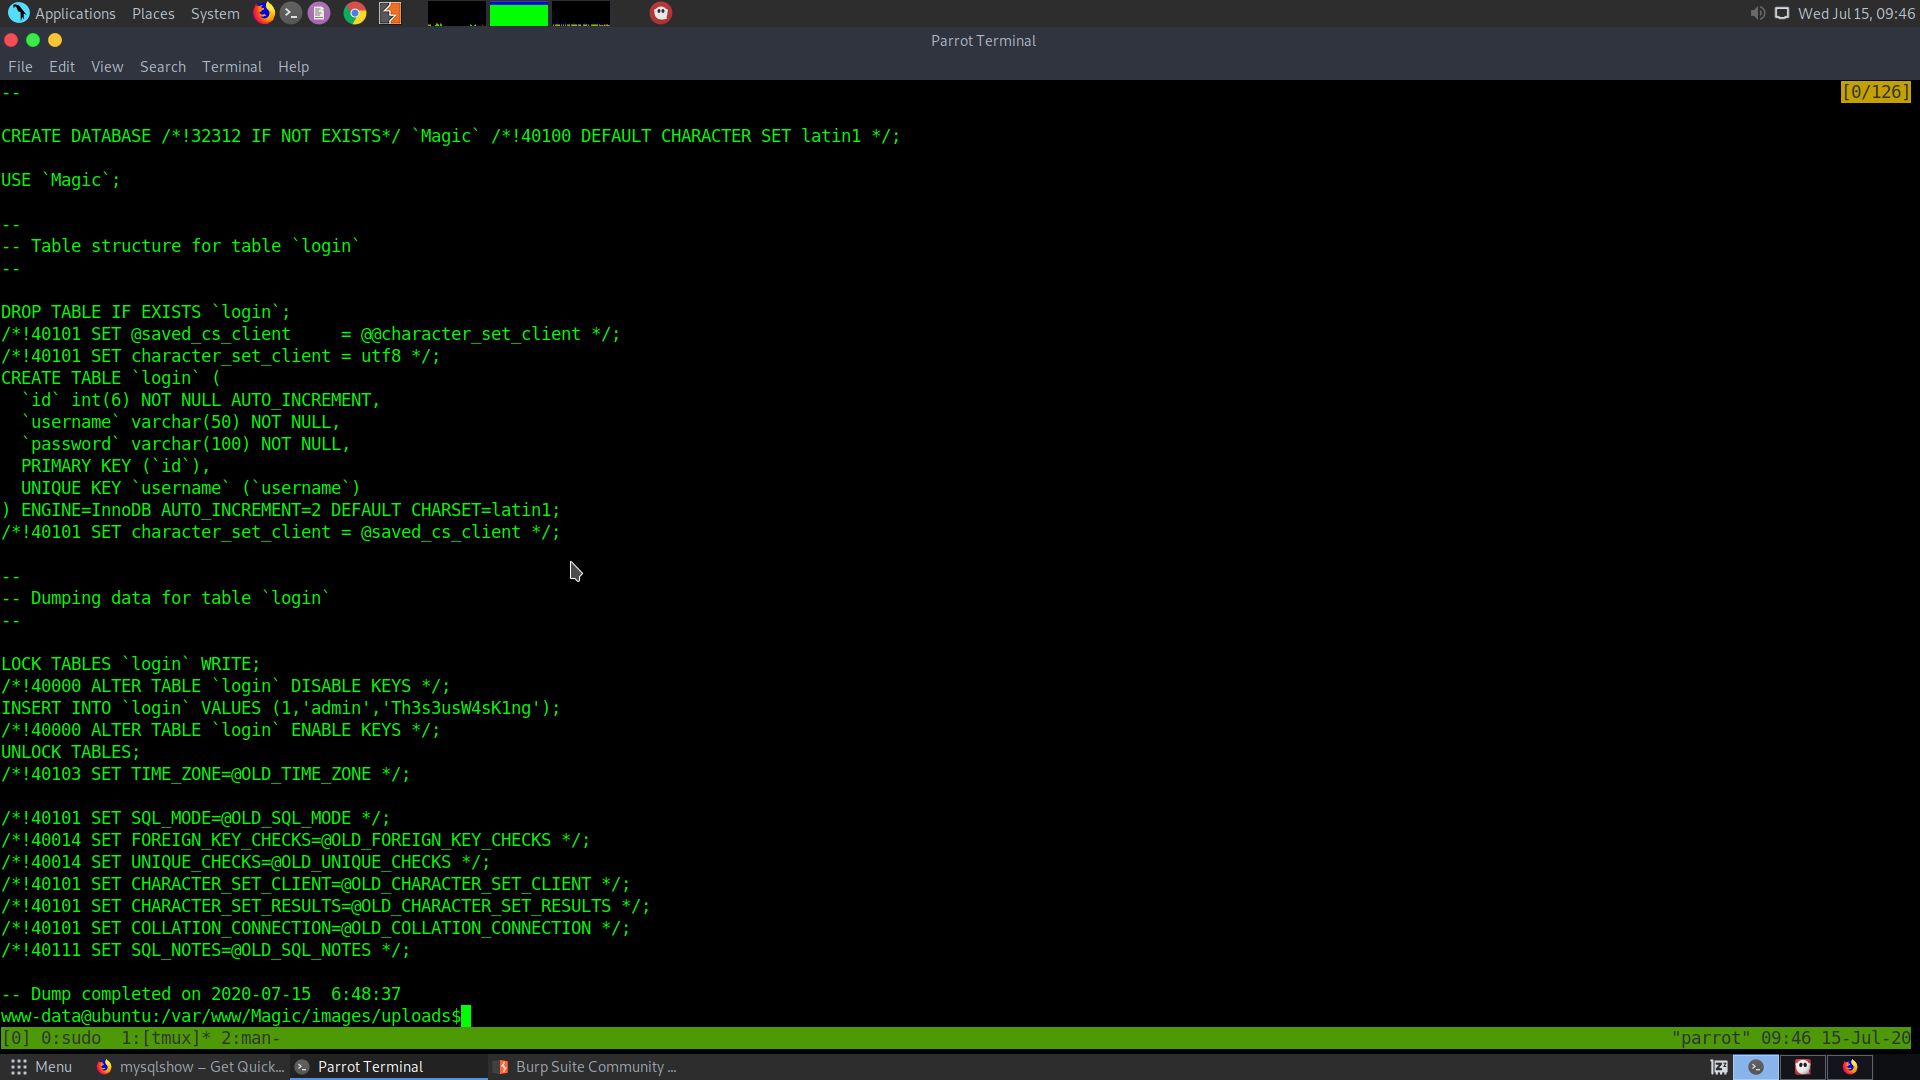 Applications Places System Wed Jul 15, 09:46
Parrot Terminal
File Edit View Search Terminal Help
-- [0/126]
CREATE DATABASE /*!32312 IF NOT EXISTS*/ `Magic` /*!40100 DEFAULT CHARACTER SET latin1 */;
USE `Magic`;
--
-- Table structure for table `login`
--
DROP TABLE IF EXISTS `login`;
/*!40101 SET @saved_cs_client     = @@character_set_client */;
/*!40101 SET character_set_client = utf8 */;
CREATE TABLE `login` (
  `id` int(6) NOT NULL AUTO_INCREMENT,
  `username` varchar(50) NOT NULL,
  `password` varchar(100) NOT NULL,
  PRIMARY KEY (`id`),
  UNIQUE KEY `username` (`username`)
) ENGINE=InnoDB AUTO_INCREMENT=2 DEFAULT CHARSET=latin1;
/*!40101 SET character_set_client = @saved_cs_client */;
--
-- Dumping data for table `login`
--
LOCK TABLES `login` WRITE;
/*!40000 ALTER TABLE `login` DISABLE KEYS */;
INSERT INTO `login` VALUES (1,'admin','Th3s3usW4sK1ng');
/*!40000 ALTER TABLE `login` ENABLE KEYS */;
UNLOCK TABLES;
/*!40103 SET TIME_ZONE=@OLD_TIME_ZONE */;
/*!40101 SET SQL_MODE=@OLD_SQL_MODE */;
/*!40014 SET FOREIGN_KEY_CHECKS=@OLD_FOREIGN_KEY_CHECKS */;
/*!40014 SET UNIQUE_CHECKS=@OLD_UNIQUE_CHECKS */;
/*!40101 SET CHARACTER_SET_CLIENT=@OLD_CHARACTER_SET_CLIENT */;
/*!40101 SET CHARACTER_SET_RESULTS=@OLD_CHARACTER_SET_RESULTS */;
/*!40101 SET COLLATION_CONNECTION=@OLD_COLLATION_CONNECTION */;
/*!40111 SET SQL_NOTES=@OLD_SQL_NOTES */;
-- Dump completed on 2020-07-15  6:48:37
www-data@ubuntu:/var/www/Magic/images/uploads$
[0] 0:sudo  1:[tmux]* 2:man- "parrot" 09:46 15-Jul-20
Menu mysqlshow – Get Quick... Parrot Terminal Burp Suite Community ...